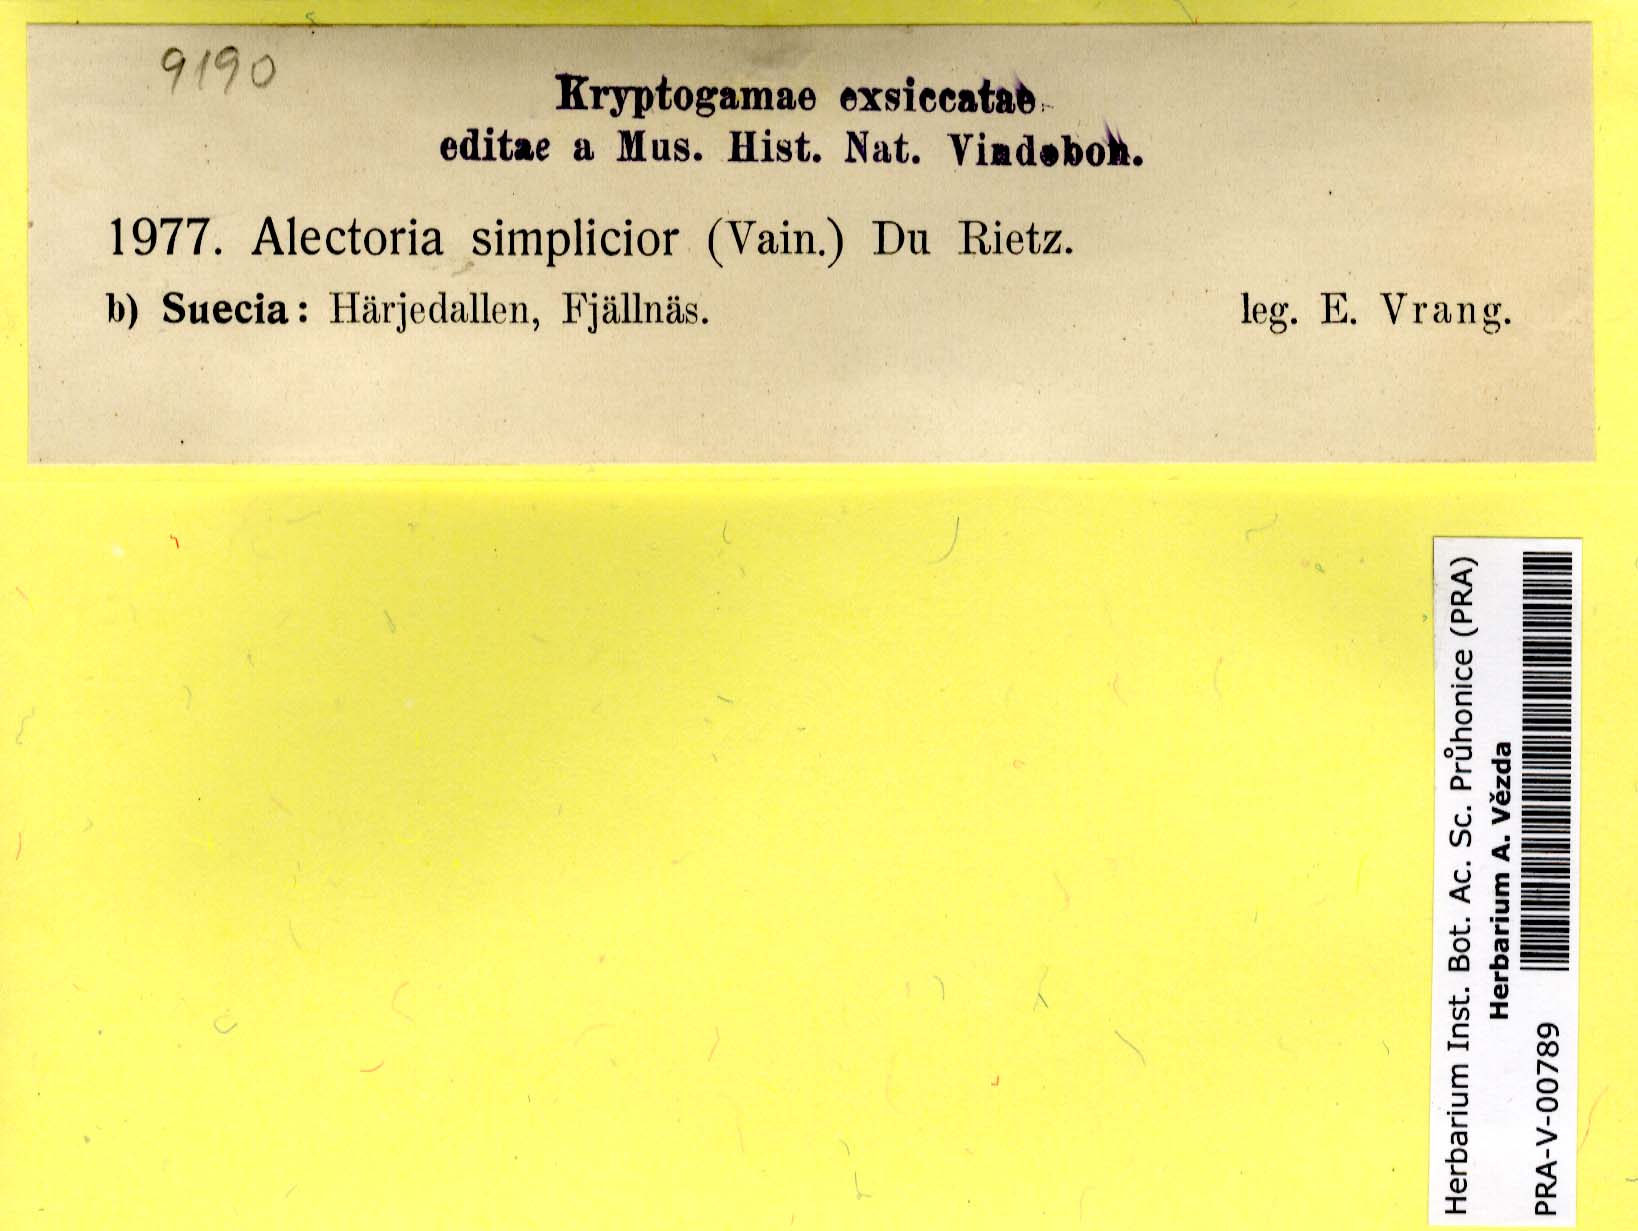 9190
Kryptogamae exsiccatae
editae a Mus. Hist. Nat. Vindobon.
1977. Alectoria simplicior (Vain.) Du Rietz.
b) Suecia: Härjedallen, Fjällnäs. leg. E. Vrang.
Herbarium Inst. Bot. Ac. Sc. Průhonice (PRA)
Herbarium A. Vězda
PRA-V-00789